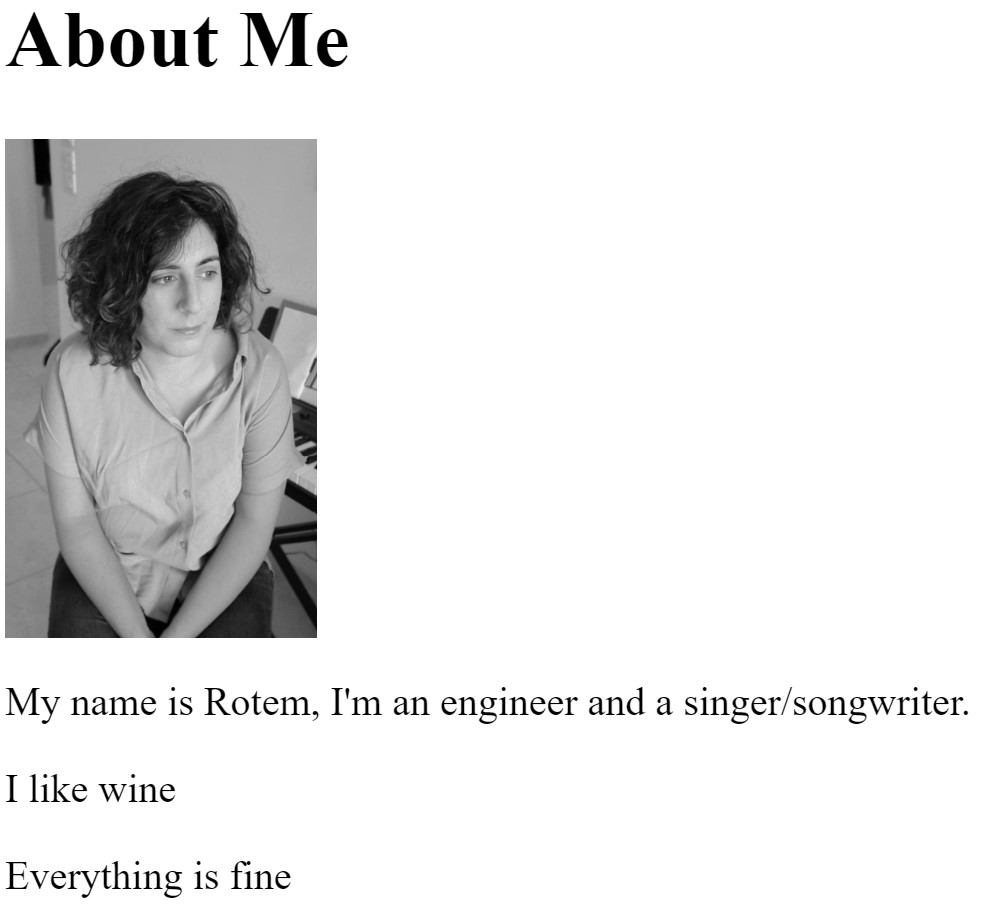 About Me
My name is Rotem, I'm an engineer and a singer/songwriter.
I like wine
Everything is fine